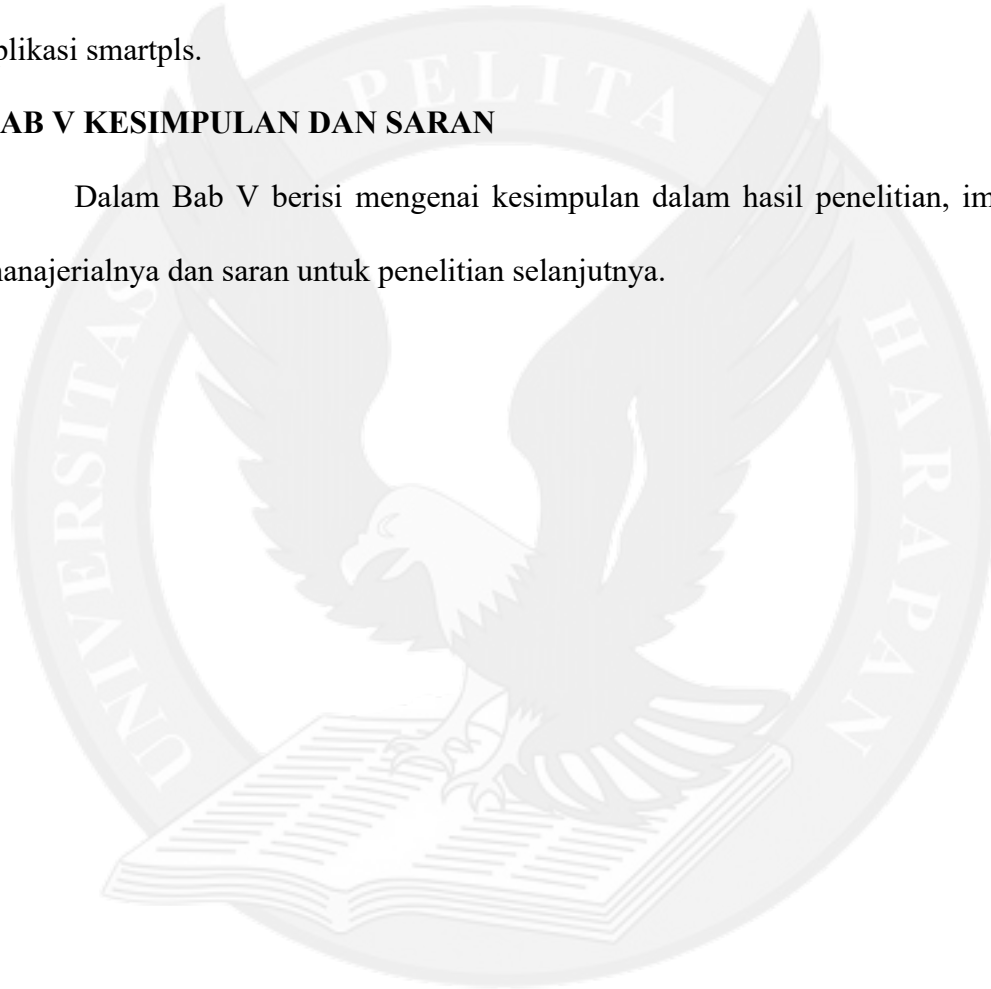 plikasi smartpls.
AB V KESIMPULAN DAN SARAN
Dalam Bab V berisi mengenai kesimpulan dalam hasil penelitian, im
anajerialnya dan saran untuk penelitian selanjutnya.
UNIVERSITAS PELITA HARAPAN